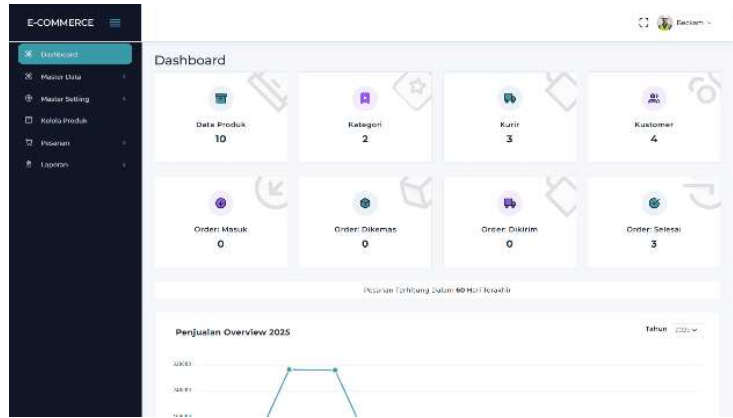 E-COMMERCE
Beckam
Dashboard
Master Data
Master Setting
Kelola Produk
Pesanan
Laporan
Dashboard
Data Produk
10
Kategori
2
Kurir
3
Kustomer
4
Order: Masuk
0
Order: Dikemas
0
Order: Dikirim
0
Order: Selesai
3
Pesanan Terhitung Dalam 60 Hari Terakhir
Penjualan Overview 2025
Tahun 2025